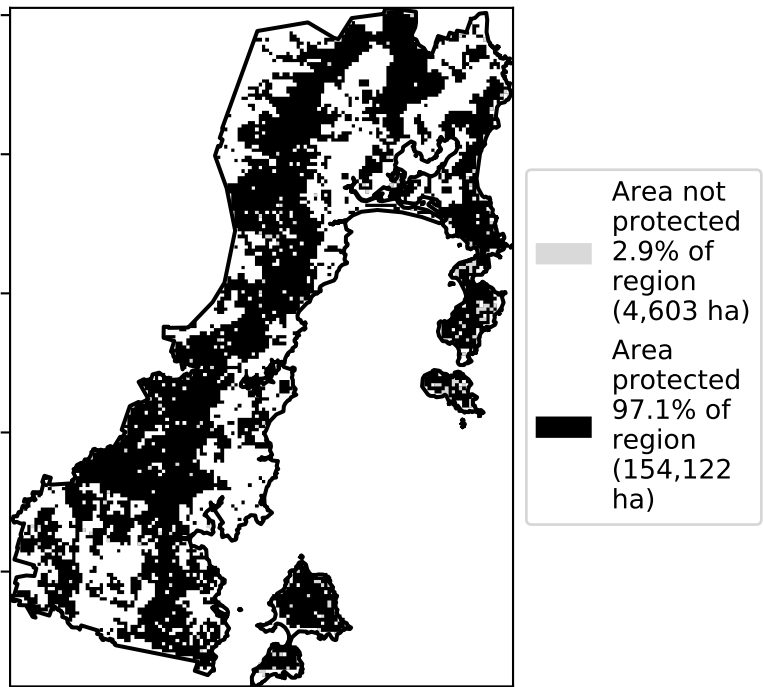 Area not
protected
2.9% of
region
(4,603 ha)
Area
protected
97.1% of
region
(154,122
ha)